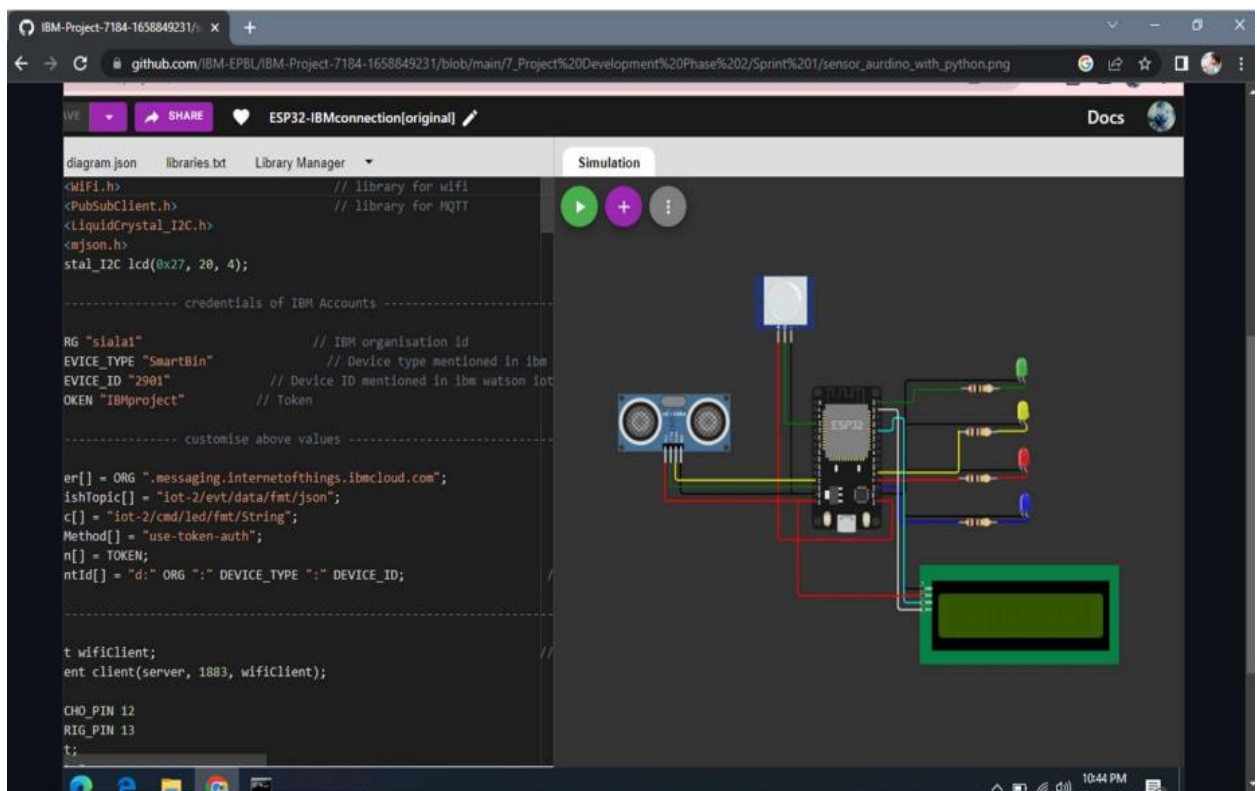 IBM-Project-7184-1658849231/s
github.com/IBM-EPBL/IBM-Project-7184-1658849231/blob/main/7_Project%20Development%20Phase%202/Sprint%201/sensor_aurdino_with_python.png
SHARE
ESP32-IBMconnection[original]
Docs
diagram.json libraries.txt Library Manager
Simulation
<WiFi.h> // library for wifi
<PubSubClient.h> // library for MQTT
<LiquidCrystal_I2C.h>
<mjson.h>
stal_I2C lcd(0x27, 20, 4);
--------------- credentials of IBM Accounts -----------------------
RG "siala1" // IBM organisation id
EVICE_TYPE "SmartBin" // Device type mentioned in ibm
EVICE_ID "2901" // Device ID mentioned in ibm watson iot
OKEN "IBMproject" // Token
--------------- customise above values ----------------------------
er[] = ORG ".messaging.internetofthings.ibmcloud.com";
ishTopic[] = "iot-2/evt/data/fmt/json";
c[] = "iot-2/cmd/led/fmt/String";
Method[] = "use-token-auth";
n[] = TOKEN;
ntId[] = "d:" ORG ":" DEVICE_TYPE ":" DEVICE_ID; /
-------------------------------------------------------------------
t wifiClient; //
ent client(server, 1883, wifiClient);
CHO_PIN 12
RIG_PIN 13
t;
ESP32
10:44 PM